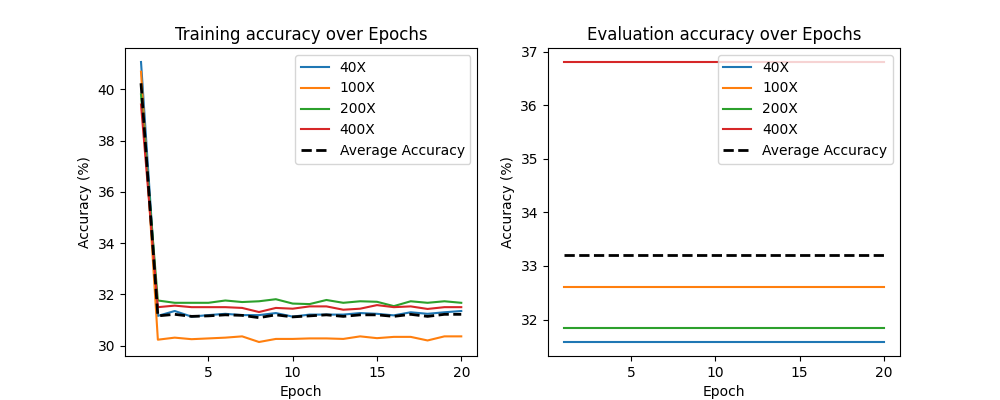 Training accuracy over Epochs
Accuracy (%)
40
38
36
34
32
30
5
10
15
20
Epoch
40X
100X
200X
400X
Average Accuracy
Evaluation accuracy over Epochs
Accuracy (%)
37
36
35
34
33
32
5
10
15
20
Epoch
40X
100X
200X
400X
Average Accuracy